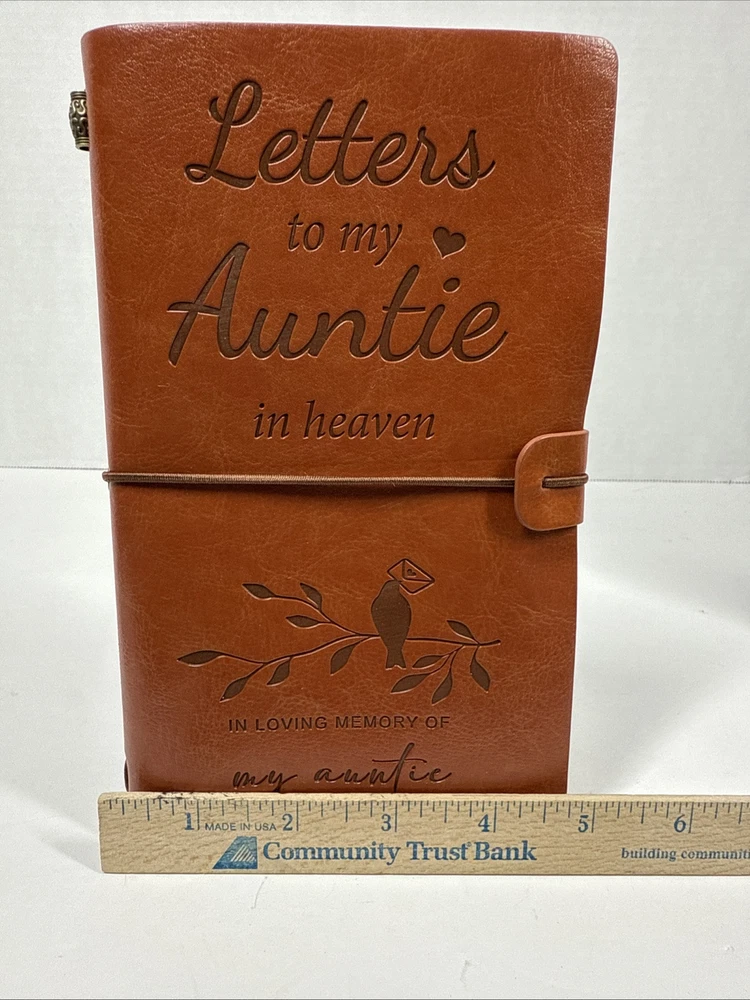 Letters
to my
Auntie
in heaven
IN LOVING MEMORY OF
my auntie
1 MADE IN USA 2 3 4 5 6
Community Trust Bank
building communiti